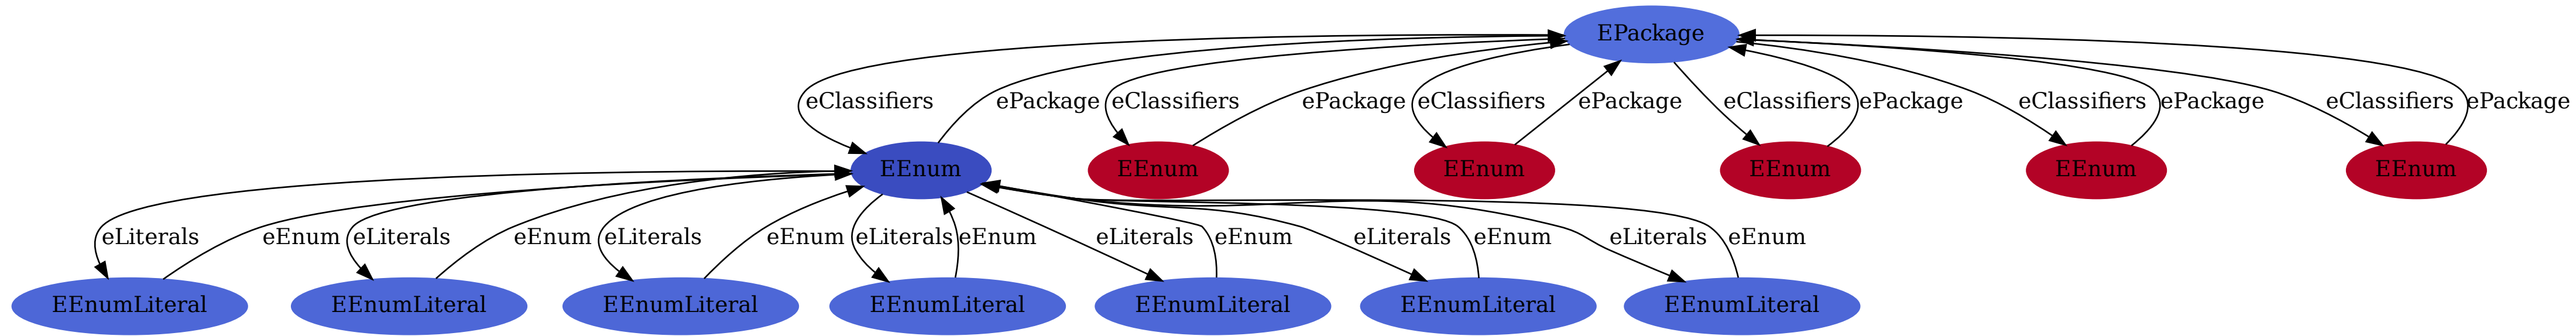 EPackage
eClassifiers ePackage eClassifiers ePackage eClassifiers ePackage eClassifiers ePackage eClassifiers ePackage eClassifiers ePackage
EEnum EEnum EEnum EEnum EEnum EEnum
eLiterals eEnum eLiterals eEnum eLiterals eEnum eLiterals eEnum eLiterals eEnum eLiterals eEnum eLiterals eEnum
EEnumLiteral EEnumLiteral EEnumLiteral EEnumLiteral EEnumLiteral EEnumLiteral EEnumLiteral